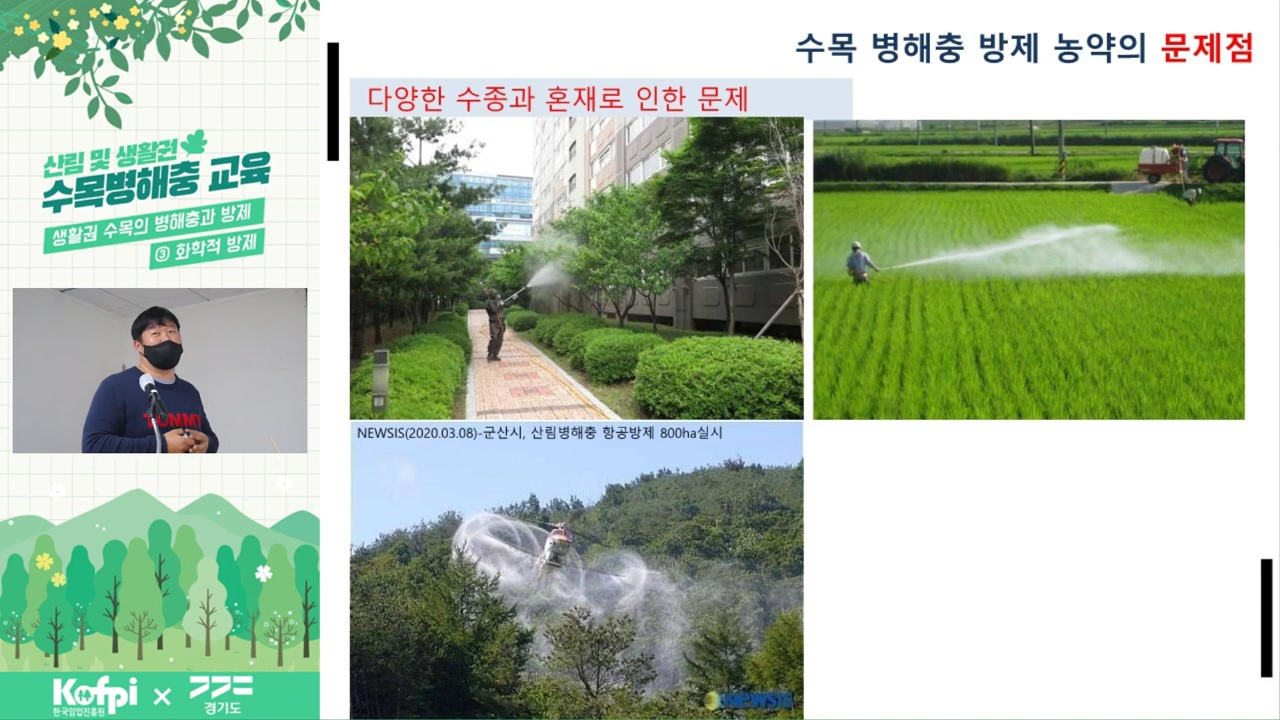 산림 및 생활권
수목병해충 교육
생활권 수목의 병해충과 방제
③ 화학적 방제
TOMMY
Kofpi
한국임업진흥원
×
경기도
수목 병해충 방제 농약의 문제점
다양한 수종과 혼재로 인한 문제
NEWSIS(2020.03.08)-군산시, 산림병해충 항공방제 800ha실시
NEWSIS